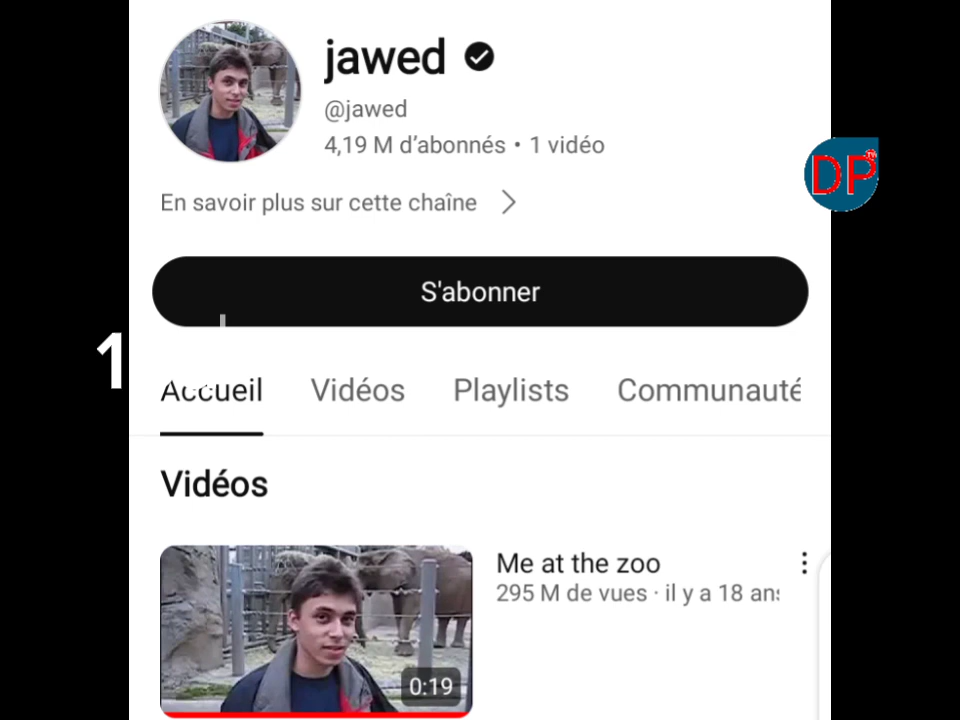 jawed
@jawed
4,19 M d'abonnés • 1 vidéo
En savoir plus sur cette chaîne
DP
S'abonner
1
Accueil Vidéos Playlists Communauté
Vidéos
Me at the zoo
295 M de vues · il y a 18 ans
0:19